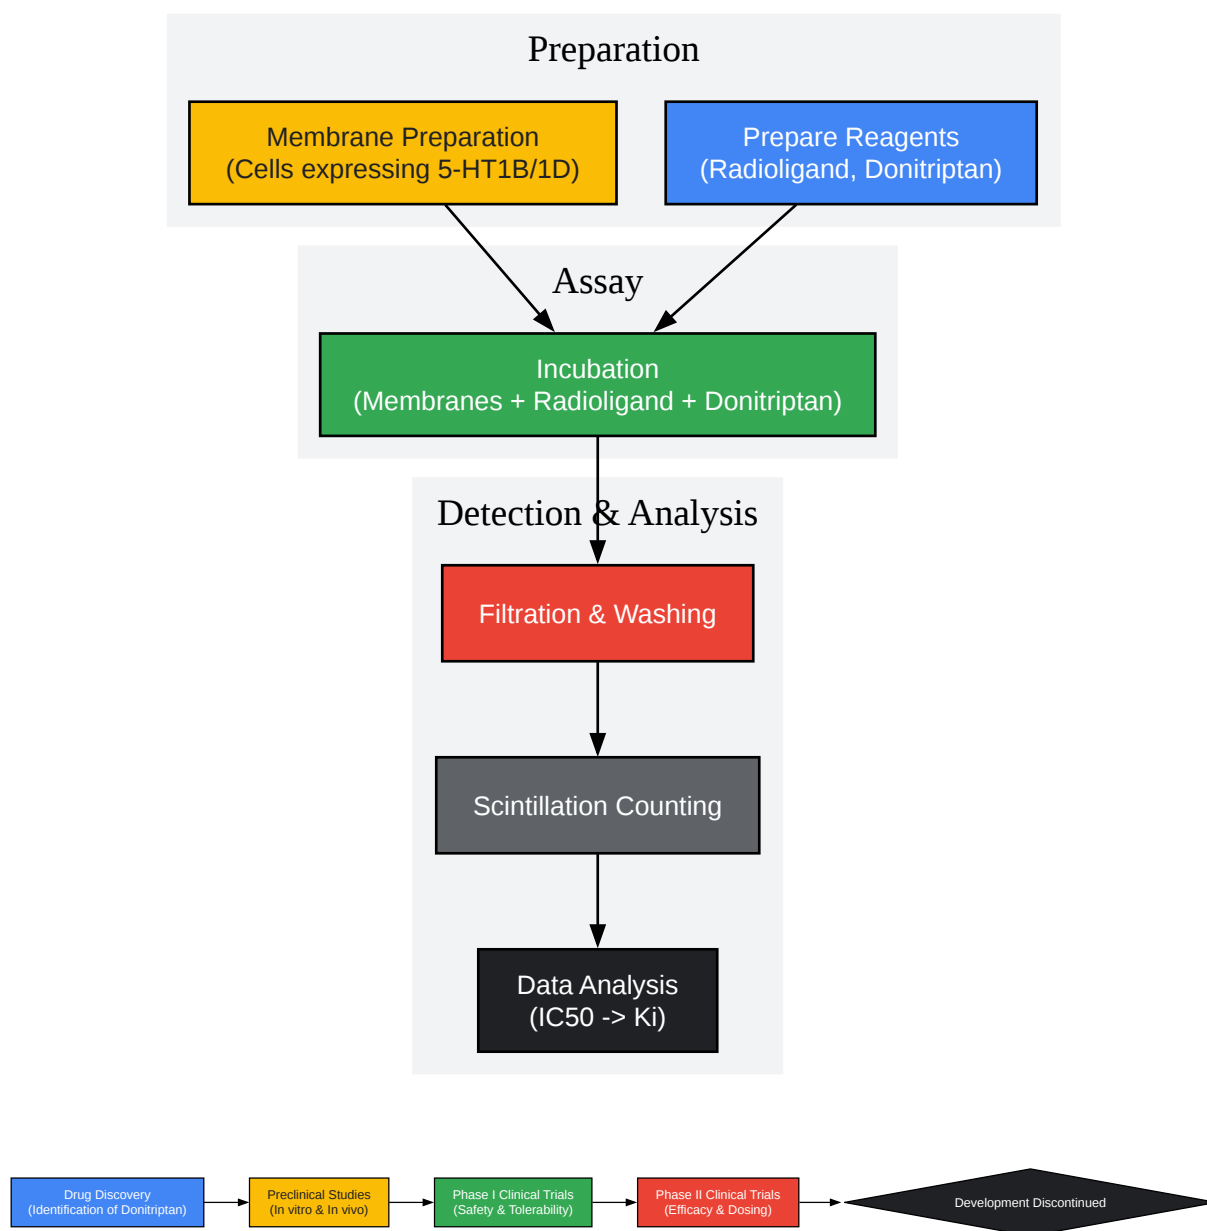 Preparation
Membrane Preparation
(Cells expressing 5-HT1B/1D)
Prepare Reagents
(Radioligand, Donitriptan)
Assay
Incubation
(Membranes + Radioligand + Donitriptan)
Detection & Analysis
Filtration & Washing
Scintillation Counting
Data Analysis
(IC50 -> Ki)
Drug Discovery
(Identification of Donitriptan)
Preclinical Studies
(In vitro & In vivo)
Phase I Clinical Trials
(Safety & Tolerability)
Phase II Clinical Trials
(Efficacy & Dosing)
Development Discontinued